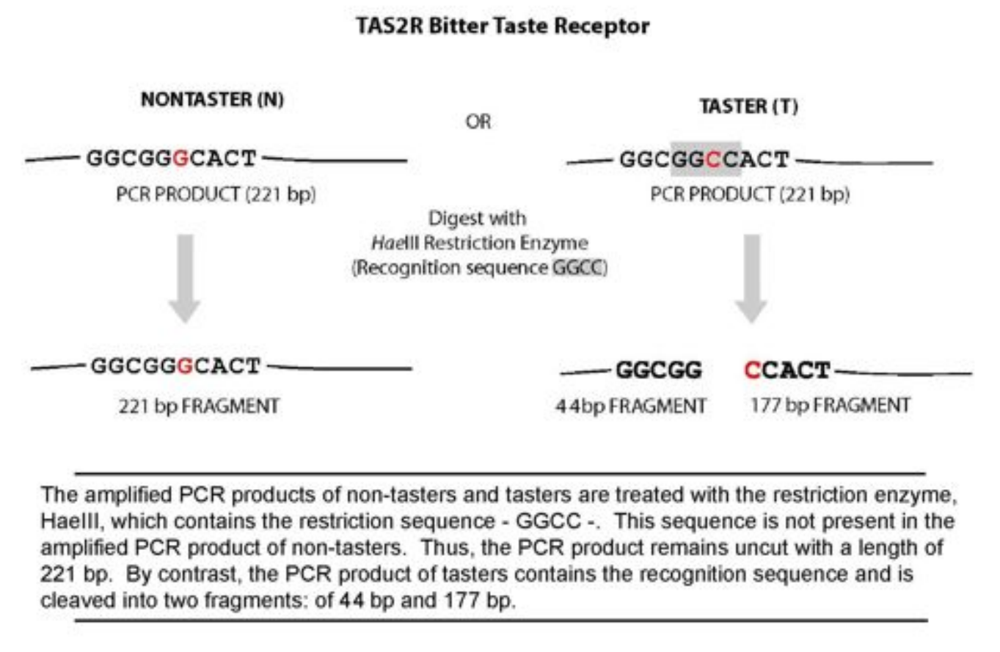 TAS2R Bitter Taste Receptor
NONTASTER (N)
OR
TASTER (T)
GGCGGGCACT
GGCGGCCACT
PCR PRODUCT (221 bp)
PCR PRODUCT (221 bp)
Digest with
HaeIII Restriction Enzyme
(Recognition sequence GGCC)
GGCGGGCACT
GGCGG
CCACT
221 bp FRAGMENT
44bp FRAGMENT
177 bp FRAGMENT
The amplified PCR products of non-tasters and tasters are treated with the restriction enzyme,
HaeIII, which contains the restriction sequence - GGCC -. This sequence is not present in the
amplified PCR product of non-tasters. Thus, the PCR product remains uncut with a length of
221 bp. By contrast, the PCR product of tasters contains the recognition sequence and is
cleaved into two fragments: of 44 bp and 177 bp.